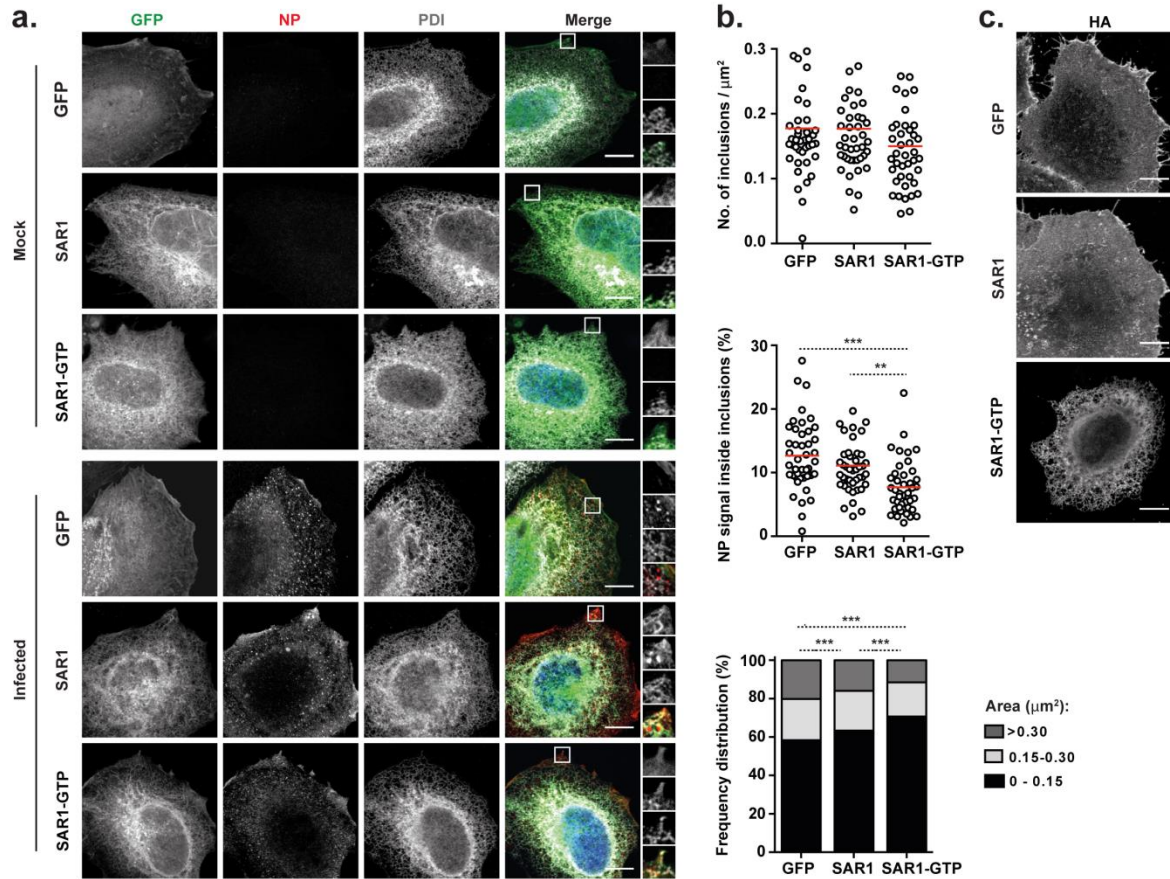 a.
GFP NP PDI Merge
Mock
GFP
SAR1
SAR1-GTP
Infected
GFP
SAR1
SAR1-GTP
b.
No. of inclusions / μm²
0.3
0.2
0.1
0.0
GFP SAR1 SAR1-GTP
NP signal inside inclusions (%)
30
20
10
0
***
**
GFP SAR1 SAR1-GTP
Frequency distribution (%)
100
80
60
40
20
0
***
*** ***
GFP SAR1 SAR1-GTP
Area (μm²):
>0.30
0.15-0.30
0 - 0.15
c.
HA
GFP
SAR1
SAR1-GTP